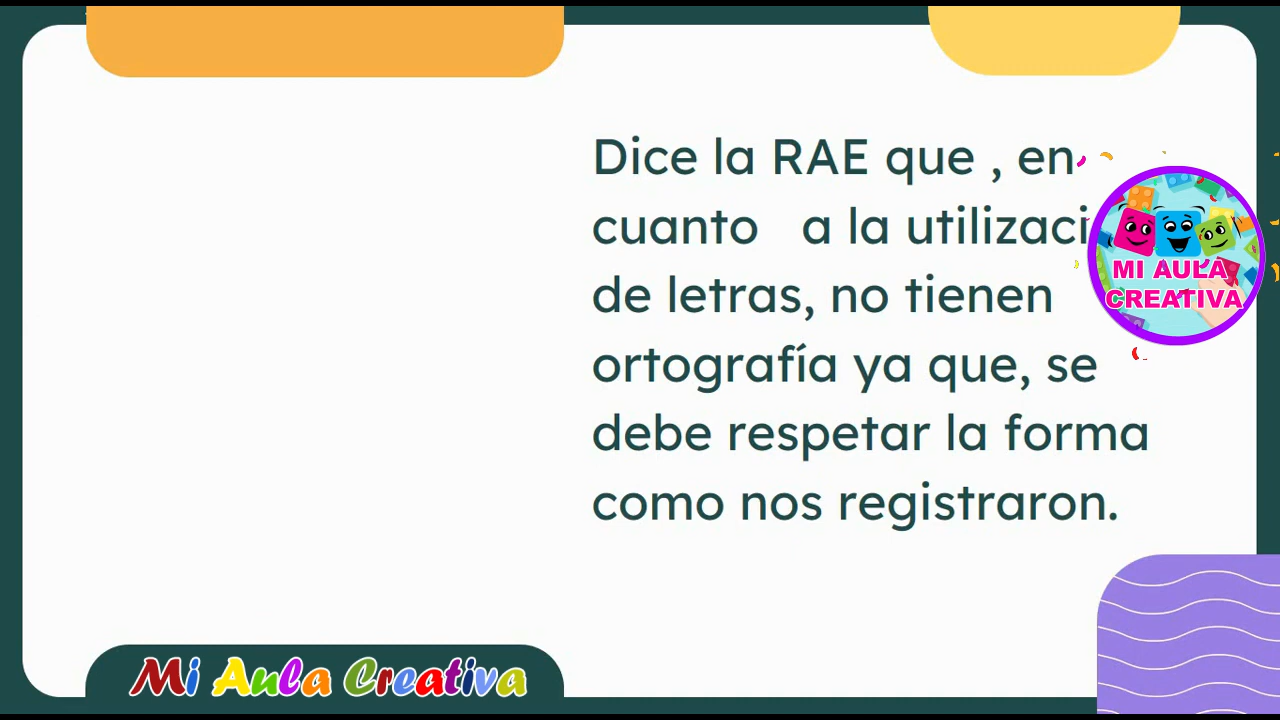 Dice la RAE que , en
cuanto a la
de letras, no tienen
ortografía ya que, se
debe respetar la forma
como nos registraron.
MI AULA
CREATIVA
Mi Aula Creativa